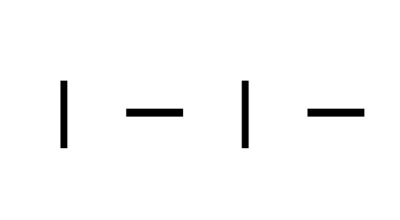 | — | —